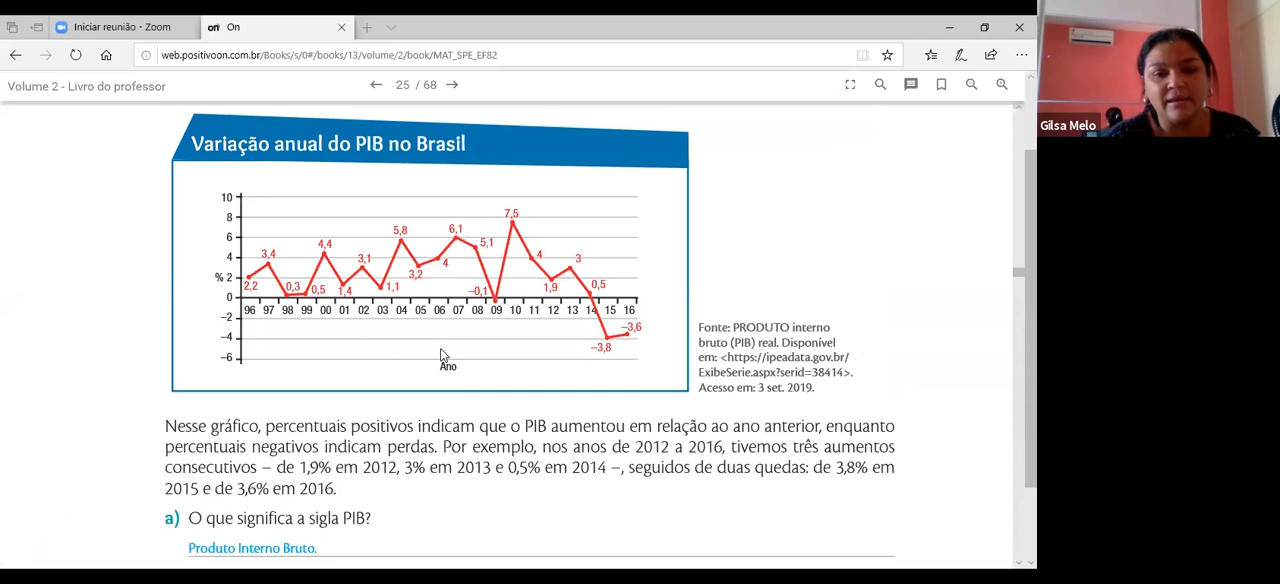 Iniciar reunião - Zoom
on On
web.positivoon.com.br/Books/s/0#/books/13/volume/2/book/MAT_SPE_EF82
Volume 2 - Livro do professor
25 / 68
Gilsa Melo
Variação anual do PIB no Brasil
10
8
6
4
% 2
0
−2
−4
−6
2,2 3,4 0,3 0,5 4,4 1,4 3,1 1,1 5,8 3,2 4 6,1 5,1 −0,1 7,5 4 1,9 3 0,5 −3,8 −3,6
96 97 98 99 00 01 02 03 04 05 06 07 08 09 10 11 12 13 14 15 16
Ano
Fonte: PRODUTO interno
bruto (PIB) real. Disponível
em: <https://ipeadata.gov.br/
ExibeSerie.aspx?serid=38414>.
Acesso em: 3 set. 2019.
Nesse gráfico, percentuais positivos indicam que o PIB aumentou em relação ao ano anterior, enquanto
percentuais negativos indicam perdas. Por exemplo, nos anos de 2012 a 2016, tivemos três aumentos
consecutivos – de 1,9% em 2012, 3% em 2013 e 0,5% em 2014 –, seguidos de duas quedas: de 3,8% em
2015 e de 3,6% em 2016.
a) O que significa a sigla PIB?
Produto Interno Bruto.